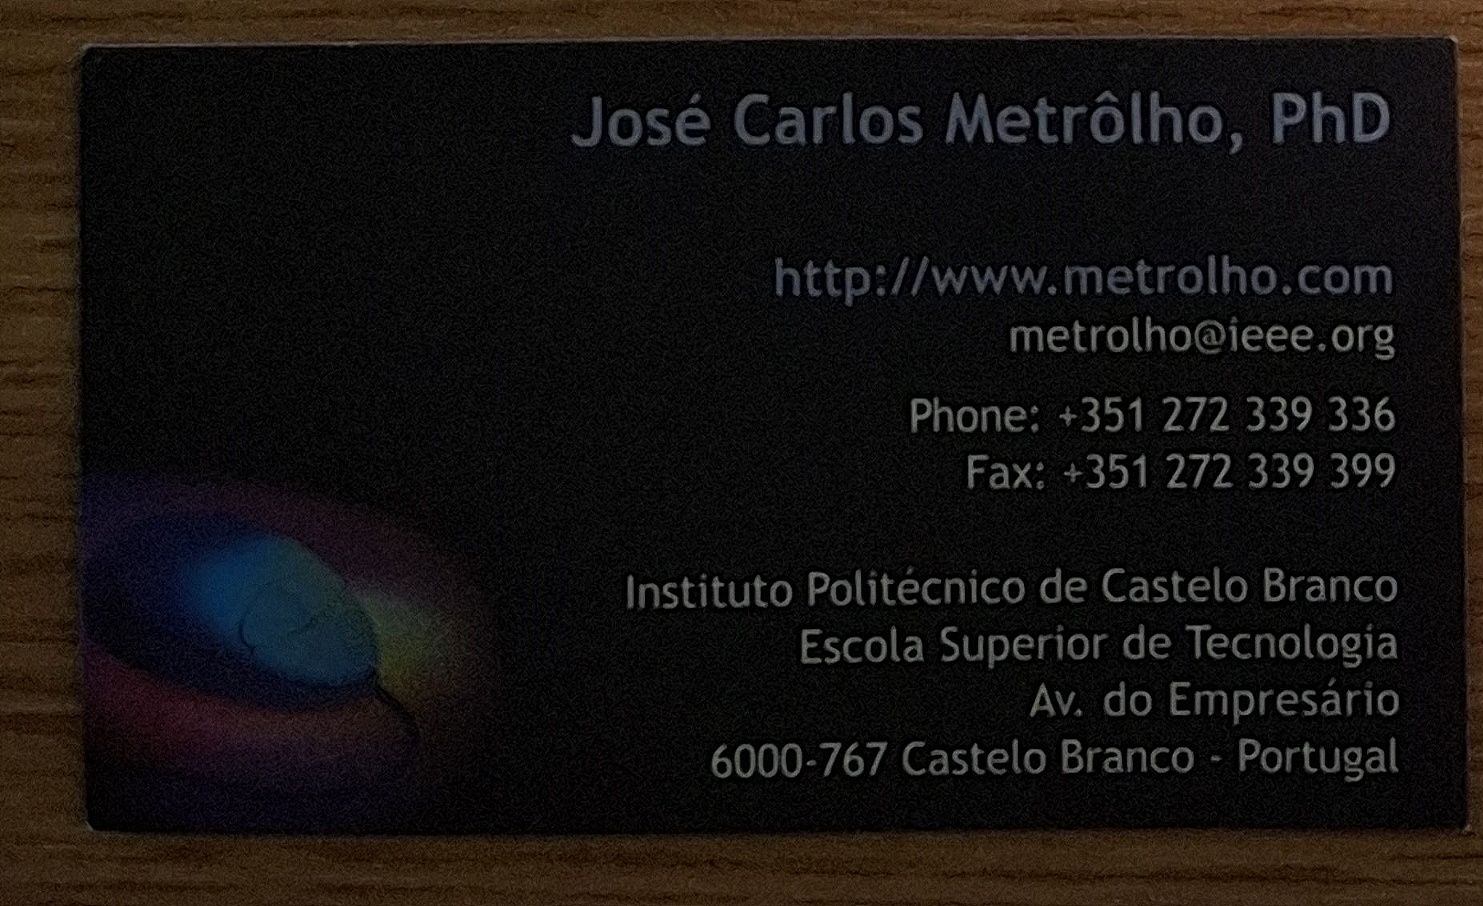 José Carlos Metrôlho, PhD
http://www.metrolho.com
metrolho@ieee.org
Phone: +351 272 339 336
Fax: +351 272 339 399
Instituto Politécnico de Castelo Branco
Escola Superior de Tecnologia
Av. do Empresário
6000-767 Castelo Branco - Portugal